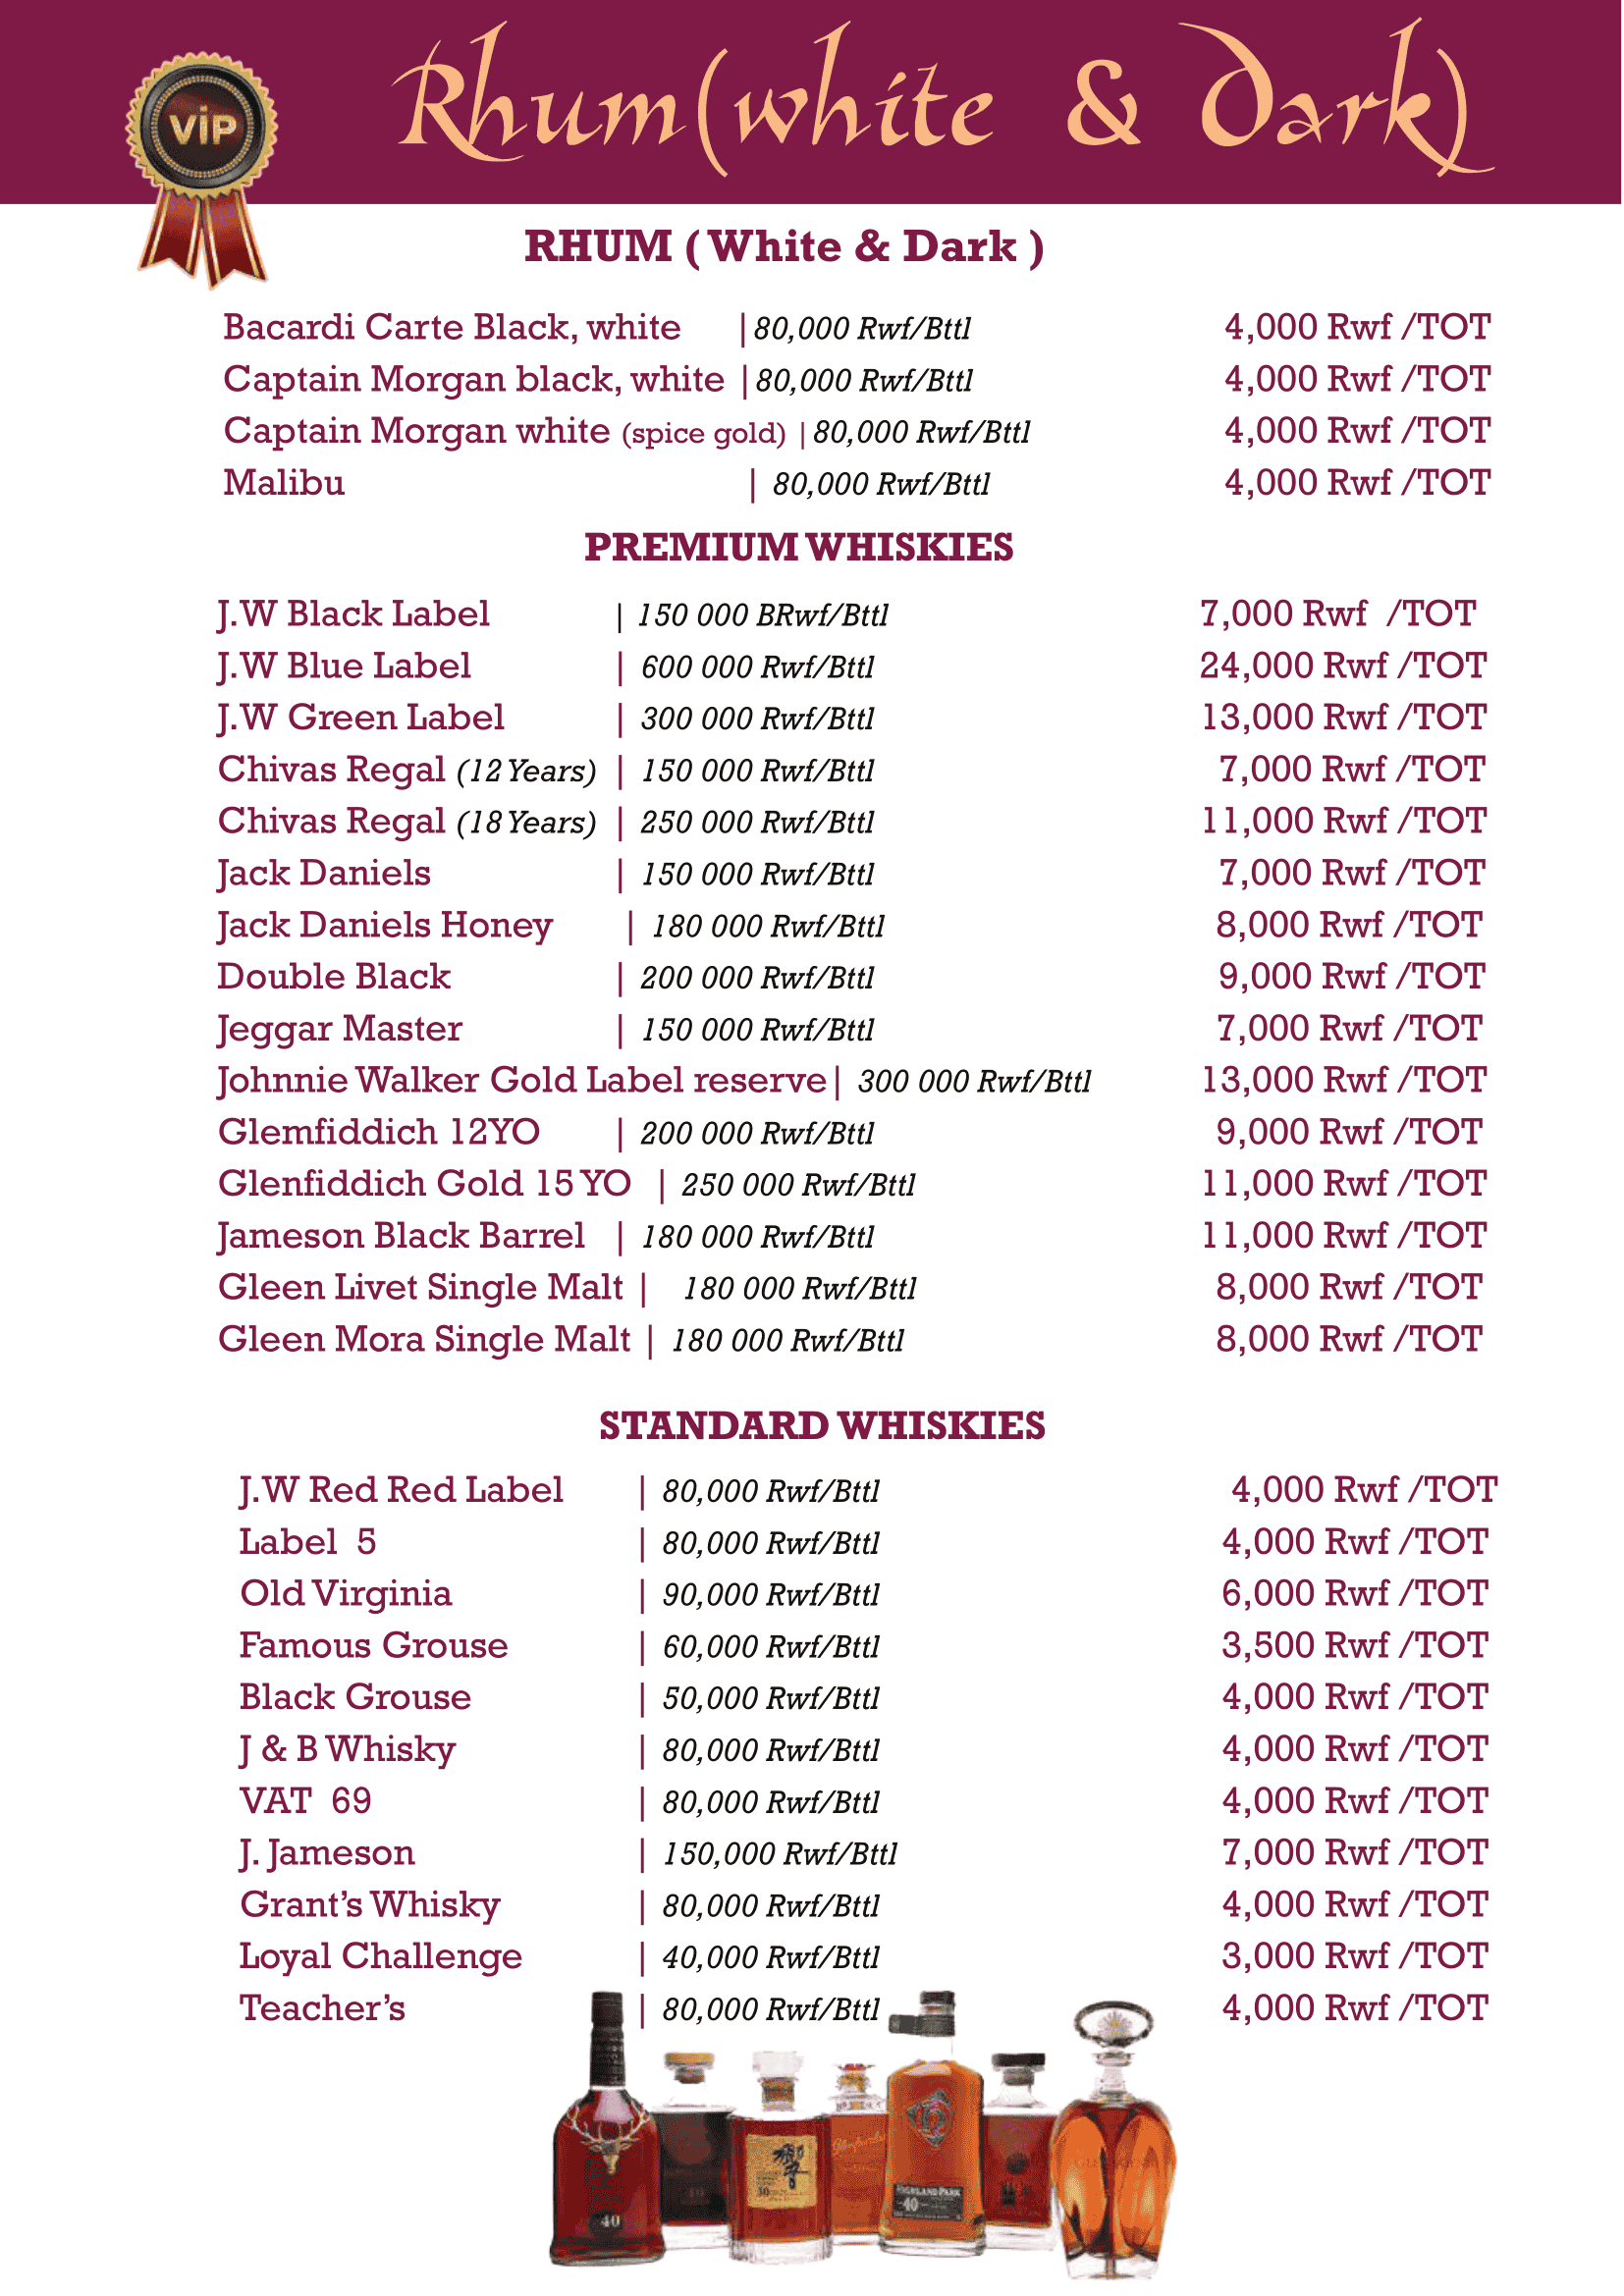 Rhum(white & Dark)
VIP
RHUM ( White & Dark )
Bacardi Carte Black, white | 80,000 Rwf/Bttl 4,000 Rwf /TOT
Captain Morgan black, white | 80,000 Rwf/Bttl 4,000 Rwf /TOT
Captain Morgan white (spice gold) | 80,000 Rwf/Bttl 4,000 Rwf /TOT
Malibu | 80,000 Rwf/Bttl 4,000 Rwf /TOT
PREMIUM WHISKIES
J.W Black Label | 150 000 BRwf/Bttl 7,000 Rwf /TOT
J.W Blue Label | 600 000 Rwf/Bttl 24,000 Rwf /TOT
J.W Green Label | 300 000 Rwf/Bttl 13,000 Rwf /TOT
Chivas Regal (12 Years) | 150 000 Rwf/Bttl 7,000 Rwf /TOT
Chivas Regal (18 Years) | 250 000 Rwf/Bttl 11,000 Rwf /TOT
Jack Daniels | 150 000 Rwf/Bttl 7,000 Rwf /TOT
Jack Daniels Honey | 180 000 Rwf/Bttl 8,000 Rwf /TOT
Double Black | 200 000 Rwf/Bttl 9,000 Rwf /TOT
Jeggar Master | 150 000 Rwf/Bttl 7,000 Rwf /TOT
Johnnie Walker Gold Label reserve | 300 000 Rwf/Bttl 13,000 Rwf /TOT
Glemfiddich 12YO | 200 000 Rwf/Bttl 9,000 Rwf /TOT
Glenfiddich Gold 15 YO | 250 000 Rwf/Bttl 11,000 Rwf /TOT
Jameson Black Barrel | 180 000 Rwf/Bttl 11,000 Rwf /TOT
Gleen Livet Single Malt | 180 000 Rwf/Bttl 8,000 Rwf /TOT
Gleen Mora Single Malt | 180 000 Rwf/Bttl 8,000 Rwf /TOT
STANDARD WHISKIES
J.W Red Red Label | 80,000 Rwf/Bttl 4,000 Rwf /TOT
Label 5 | 80,000 Rwf/Bttl 4,000 Rwf /TOT
Old Virginia | 90,000 Rwf/Bttl 6,000 Rwf /TOT
Famous Grouse | 60,000 Rwf/Bttl 3,500 Rwf /TOT
Black Grouse | 50,000 Rwf/Bttl 4,000 Rwf /TOT
J & B Whisky | 80,000 Rwf/Bttl 4,000 Rwf /TOT
VAT 69 | 80,000 Rwf/Bttl 4,000 Rwf /TOT
J. Jameson | 150,000 Rwf/Bttl 7,000 Rwf /TOT
Grant's Whisky | 80,000 Rwf/Bttl 4,000 Rwf /TOT
Loyal Challenge | 40,000 Rwf/Bttl 3,000 Rwf /TOT
Teacher's | 80,000 Rwf/Bttl 4,000 Rwf /TOT
40
響
30
HIGHLAND PARK
40